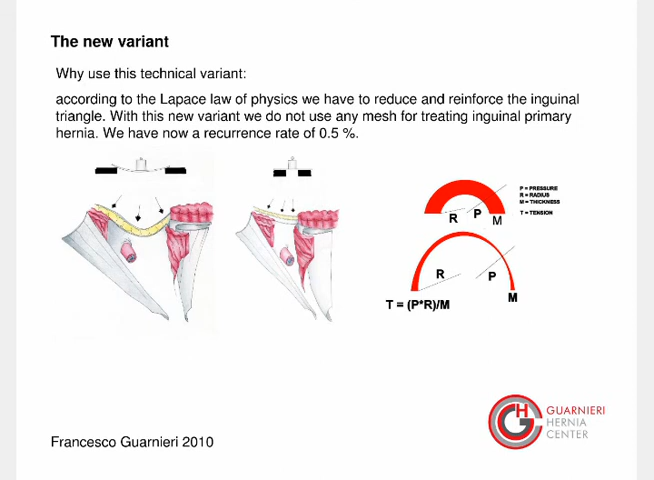 The new variant
Why use this technical variant:
according to the Lapace law of physics we have to reduce and reinforce the inguinal
triangle. With this new variant we do not use any mesh for treating inguinal primary
hernia. We have now a recurrence rate of 0.5 %.
P = PRESSURE
R = RADIUS
M = THICKNESS
T = TENSION
R P M
R P
M
T = (P*R)/M
Francesco Guarnieri 2010
GH
GUARNIERI
HERNIA
CENTER